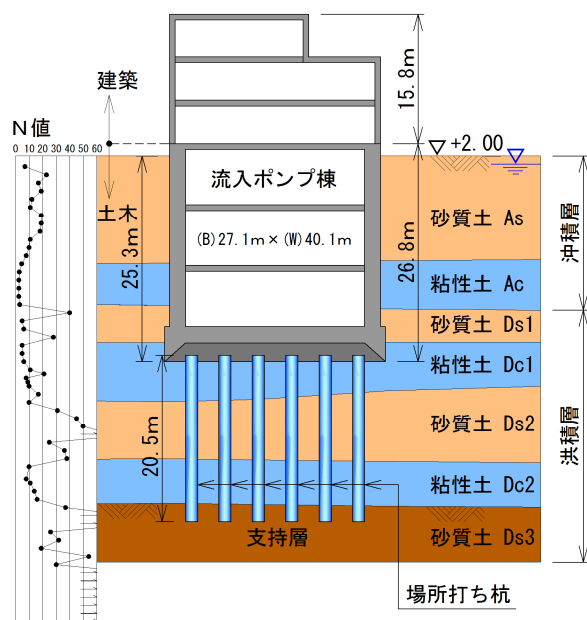 15.8m
建築
N値
0 10 20 30 40 50 60
+2.00
土木
流入ポンプ棟
(B)27.1m×(W)40.1m
25.3m
26.8m
砂質土 As
粘性土 Ac
沖積層
砂質土 Ds1
粘性土 Dc1
砂質土 Ds2
粘性土 Dc2
洪積層
20.5m
支持層
砂質土 Ds3
場所打ち杭